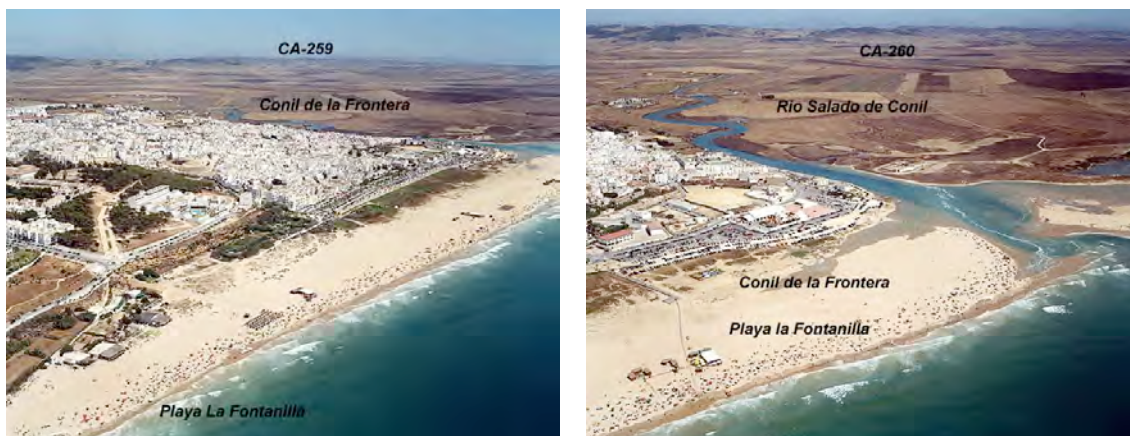 CA-259
Conil de la Frontera
Playa La Fontanilla
CA-260
Rio Salado de Conil
Conil de la Frontera
Playa la Fontanilla